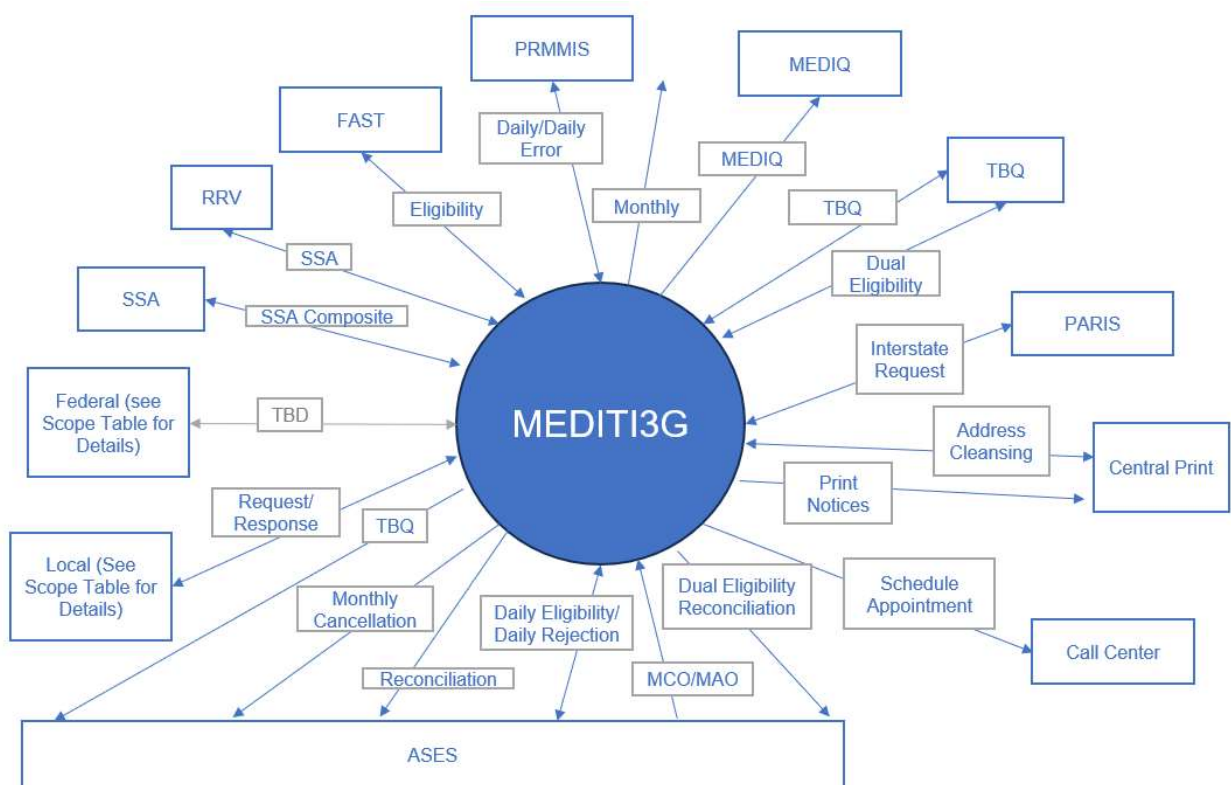 PRMMIS
MEDIQ
FAST
Daily/Daily
Error
MEDIQ
TBQ
RRV
Eligibility
Monthly
TBQ
SSA
Dual
Eligibility
SSA
SSA Composite
PARIS
Interstate
Request
Federal (see
Scope Table for
Details)
TBD
MEDITI3G
Address
Cleansing
Central Print
Print
Notices
Request/
Response
TBQ
Local (See
Scope Table for
Details)
Monthly
Cancellation
Daily Eligibility/
Daily Rejection
Dual Eligibility
Reconciliation
Schedule
Appointment
Call Center
Reconciliation
MCO/MAO
ASES